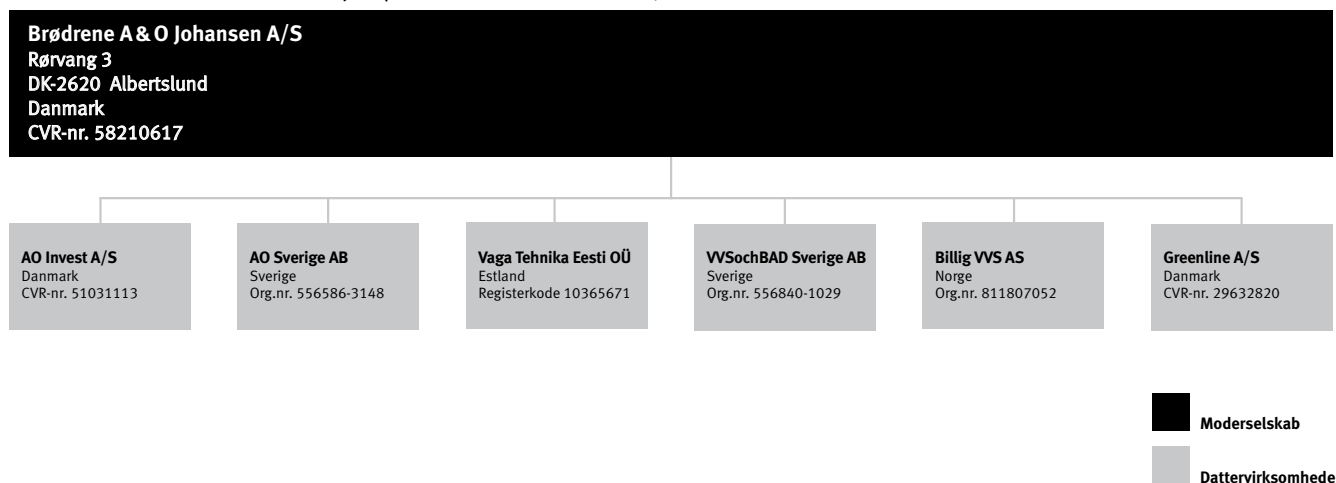 Brødrene A & O Johansen A/S
Rørvang 3
DK-2620 Albertslund
Danmark
CVR-nr. 58210617
AO Invest A/S
Danmark
CVR-nr. 51031113
AO Sverige AB
Sverige
Org.nr. 556586-3148
Vaga Tehnika Eesti OÜ
Estland
Registerkode 10365671
VVSochBAD Sverige AB
Sverige
Org.nr. 556840-1029
Billig VVS AS
Norge
Org.nr. 811807052
Greenline A/S
Danmark
CVR-nr. 29632820
Moderselskab
Dattervirksomhede